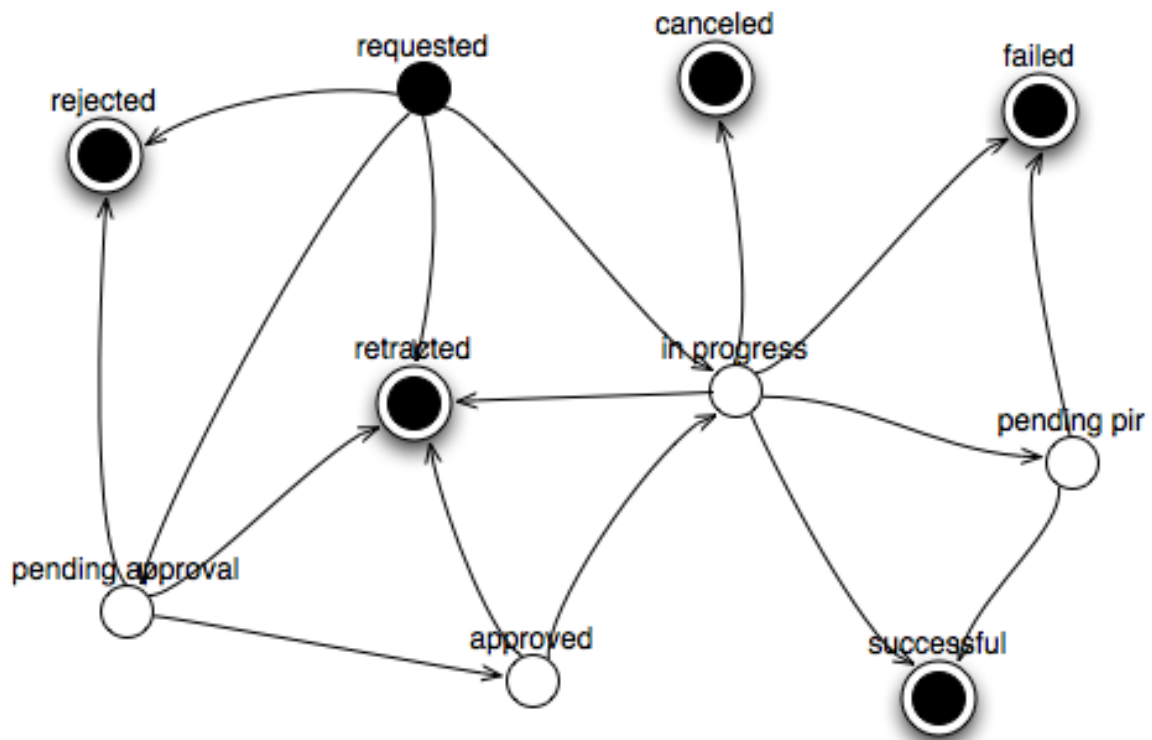 canceled
requested
failed
rejected
retracted
in progress
pending pir
pending approval
approved
successful